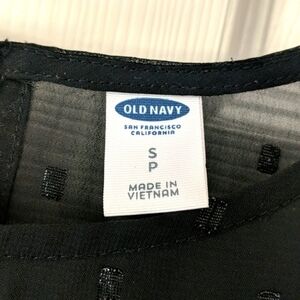 OLD NAVY
SAN FRANCISCO
CALIFORNIA
S
P
MADE IN
VIETNAM